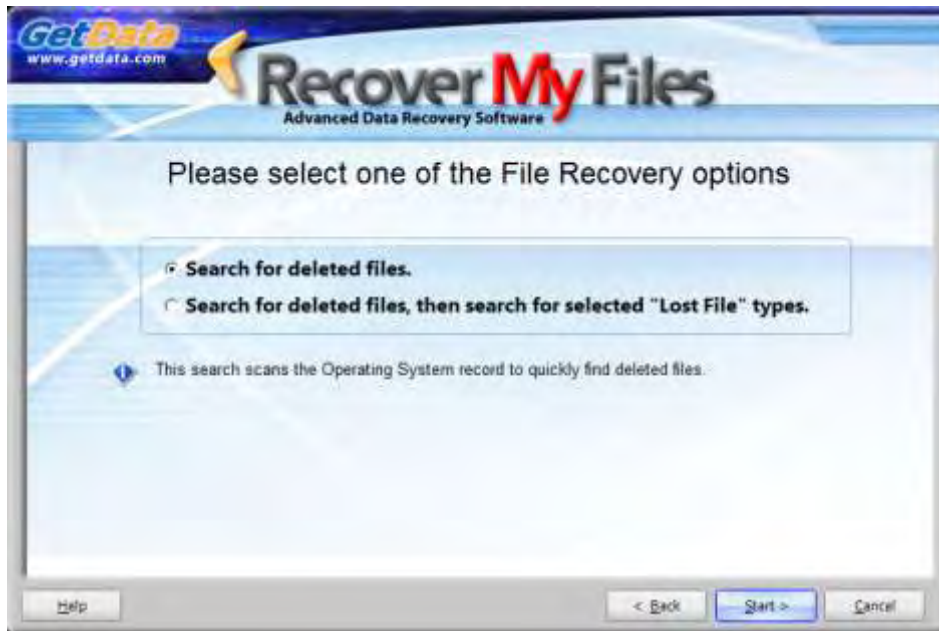 GetData
www.getdata.com
Recover My Files
Advanced Data Recovery Software
Please select one of the File Recovery options
Search for deleted files.
Search for deleted files, then search for selected "Lost File" types.
This search scans the Operating System record to quickly find deleted files.
Help
< Back
Start >
Cancel